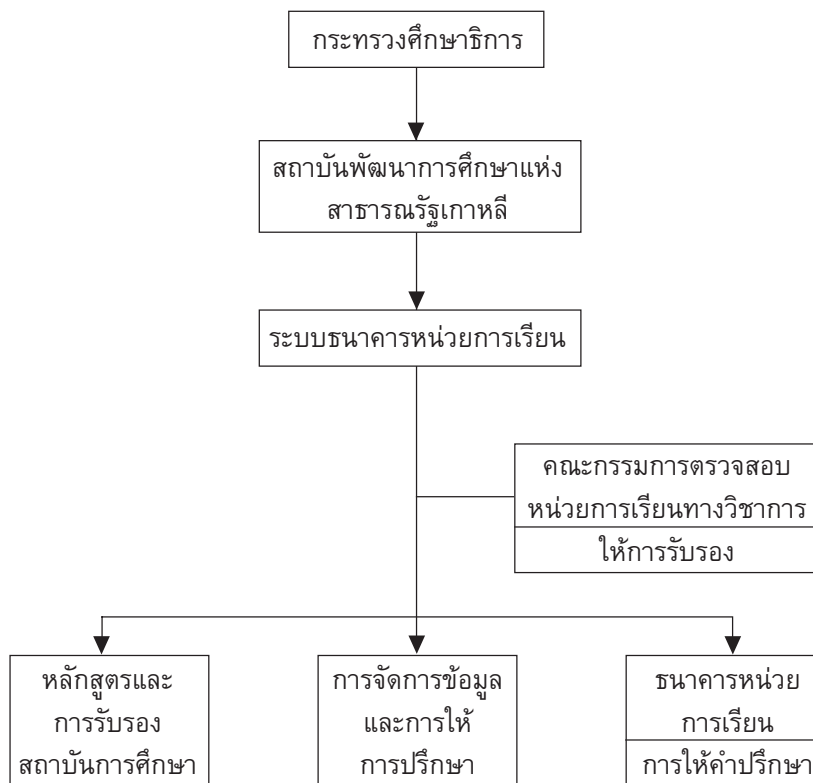 กระทรวงศึกษาธิการ
สถาบันพัฒนาการศึกษาแห่ง
สาธารณรัฐเกาหลี
ระบบธนาคารหน่วยการเรียน
คณะกรรมการตรวจสอบ
หน่วยการเรียนทางวิชาการ
ให้การรับรอง
หลักสูตรและ
การรับรอง
สถาบันการศึกษา
การจัดการข้อมูล
และการให้
การปรึกษา
ธนาคารหน่วย
การเรียน
การให้คำปรึกษา